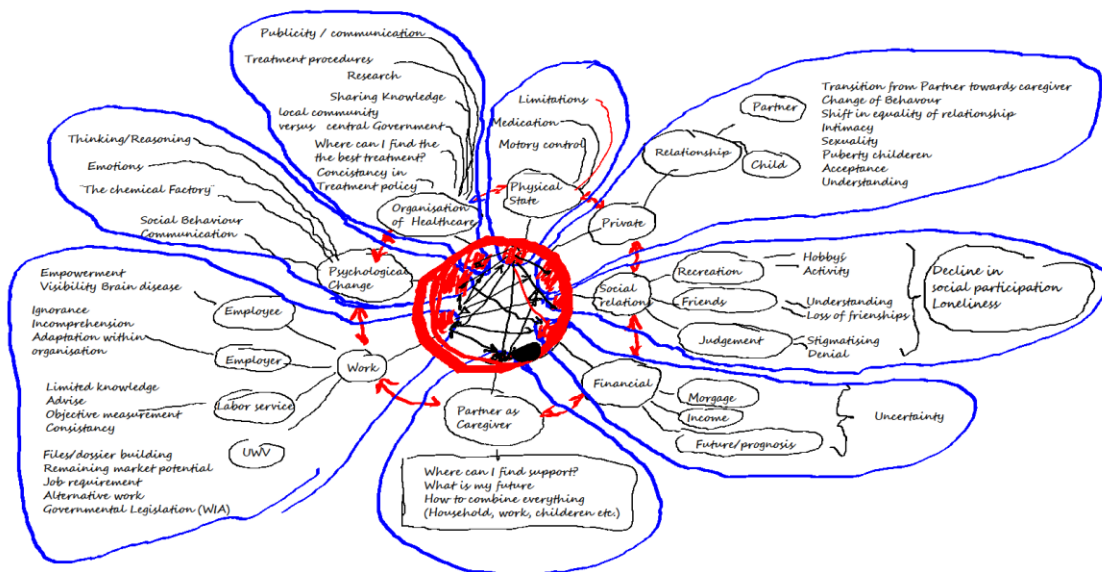 Publicity / communication
Treatment procedures
Research
Sharing Knowledge
local community
versus central Government
Where can I find the
the best treatment?
Concistancy in
Treatment policy
Organisation
of Healthcare
Limitations
Medication
Motory control
Physical
State
Partner
Relationship
Child
Private
Transition from Partner towards caregiver
Change of Behavour
Shift in equality of relationship
Intimacy
Sexuality
Puberty childeren
Acceptance
Understanding
Thinking/Reasoning
Emotions
"The chemical Factory"
Social Behaviour
Communication
Psychological
Change
Social
relations
Recreation
Hobbys
Activity
Friends
Understanding
Loss of frienships
Judgement
Stigmatising
Denial
Decline in
social participation
Loneliness
Empowerment
Visibility Brain disease
Employee
Ignorance
Incomprehension
Adaptation within
organisation
Employer
Work
Limited knowledge
Advise
Objective measurement
Consistancy
Labor service
UWV
Files/dossier building
Remaining market potential
Job requirement
Alternative work
Governmental Legislation (WIA)
Partner as
Caregiver
Where can I find support?
What is my future
How to combine everything
(Household, work, childeren etc.)
Financial
Morgage
Income
Future/prognosis
Uncertainty